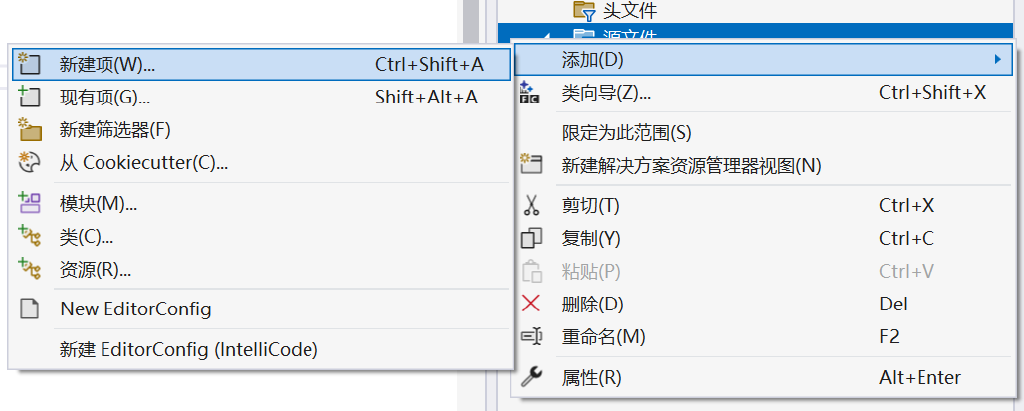 头文件
源文件
新建项(W)... Ctrl+Shift+A
现有项(G)... Shift+Alt+A
新建筛选器(F)
从 Cookiecutter(C)...
模块(M)...
类(C)...
资源(R)...
New EditorConfig
新建 EditorConfig (IntelliCode)
添加(D)
类向导(Z)... Ctrl+Shift+X
限定为此范围(S)
新建解决方案资源管理器视图(N)
剪切(T) Ctrl+X
复制(Y) Ctrl+C
粘贴(P) Ctrl+V
删除(D) Del
重命名(M) F2
属性(R) Alt+Enter